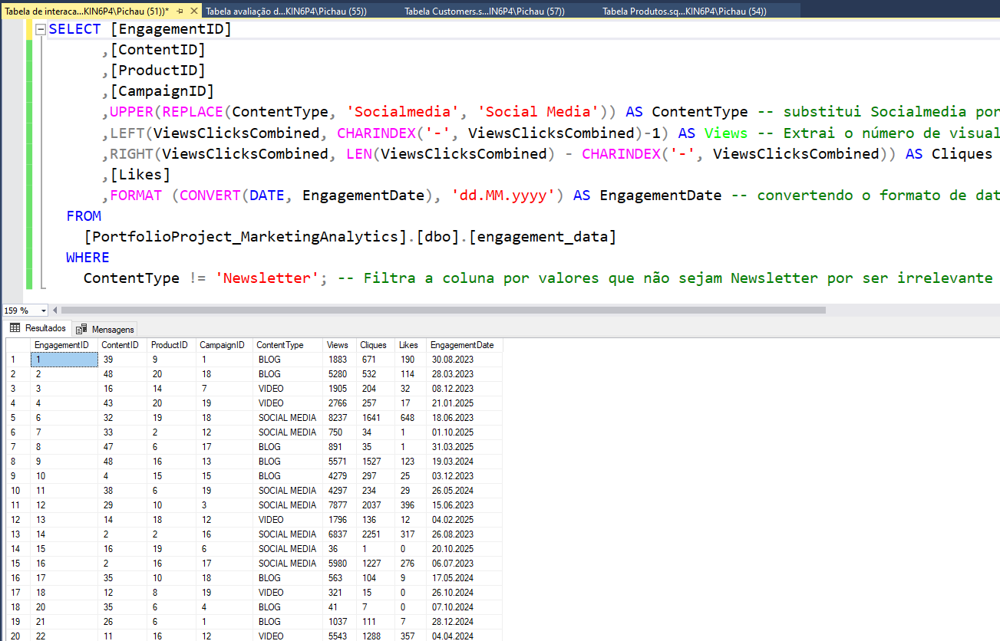 Tabela de interaca...KIN6P4\Pichau (51))* Tabela avaliação d...KIN6P4\Pichau (55)) Tabela Customers.s...IN6P4\Pichau (57)) Tabela Produtos.sq...KIN6P4\Pichau (54))
SELECT [EngagementID]
,[ContentID]
,[ProductID]
,[CampaignID]
,UPPER(REPLACE(ContentType, 'Socialmedia', 'Social Media')) AS ContentType -- substitui Socialmedia por
,LEFT(ViewsClicksCombined, CHARINDEX('-', ViewsClicksCombined)-1) AS Views -- Extrai o número de visual
,RIGHT(ViewsClicksCombined, LEN(ViewsClicksCombined) - CHARINDEX('-', ViewsClicksCombined)) AS Cliques
,[Likes]
,FORMAT (CONVERT(DATE, EngagementDate), 'dd.MM.yyyy') AS EngagementDate -- convertendo o formato de dat
FROM
[PortfolioProject_MarketingAnalytics].[dbo].[engagement_data]
WHERE
ContentType != 'Newsletter'; -- Filtra a coluna por valores que não sejam Newsletter por ser irrelevante
159 %
Resultados Mensagens
EngagementID ContentID ProductID CampaignID ContentType Views Cliques Likes EngagementDate
1 1 39 9 1 BLOG 1883 671 190 30.08.2023
2 2 48 20 18 BLOG 5280 532 114 28.03.2023
3 3 16 14 7 VIDEO 1905 204 32 08.12.2023
4 4 43 20 19 VIDEO 2766 257 17 21.01.2025
5 6 32 19 18 SOCIAL MEDIA 8237 1641 648 18.06.2023
6 7 33 2 12 SOCIAL MEDIA 750 34 1 01.10.2025
7 8 47 6 17 BLOG 891 35 1 31.03.2025
8 9 48 16 13 BLOG 5571 1527 123 19.03.2024
9 10 4 15 15 BLOG 4279 297 25 03.12.2023
10 11 38 6 19 SOCIAL MEDIA 4297 234 29 26.05.2024
11 12 29 10 3 SOCIAL MEDIA 7877 2037 396 15.06.2023
12 13 14 18 12 VIDEO 1796 136 12 04.02.2025
13 14 2 2 16 SOCIAL MEDIA 6837 2251 317 26.08.2023
14 15 16 19 6 SOCIAL MEDIA 36 1 0 20.10.2025
15 16 2 16 17 SOCIAL MEDIA 5980 1227 276 06.07.2023
16 17 35 10 18 BLOG 563 104 9 17.05.2024
17 18 12 8 19 VIDEO 321 15 0 26.10.2024
18 20 35 6 4 BLOG 41 7 0 07.10.2024
19 21 26 6 1 BLOG 1037 111 7 28.12.2024
20 22 11 16 12 VIDEO 5543 1288 357 04.04.2024